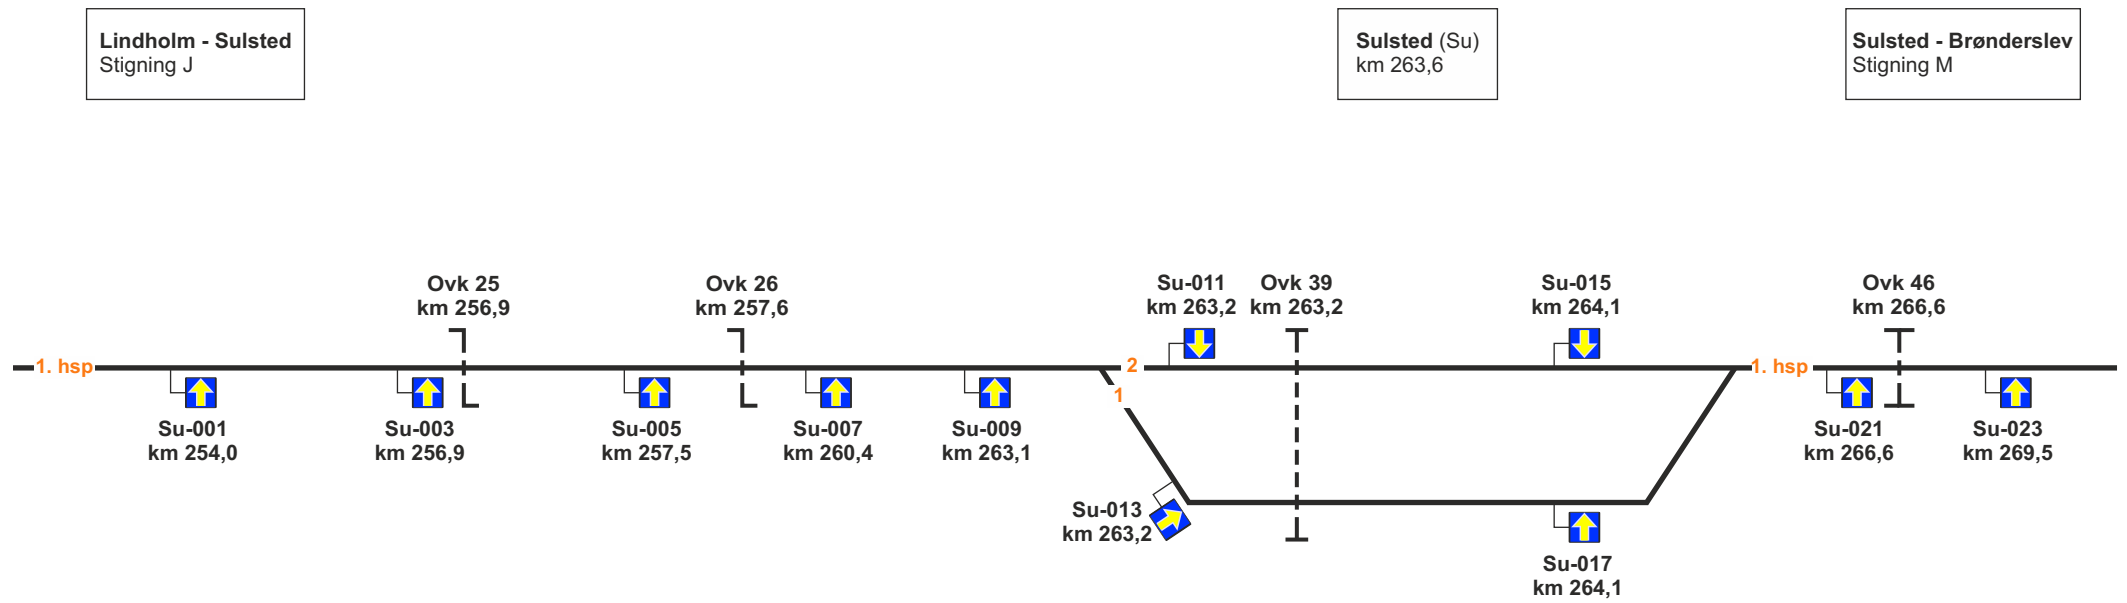 Lindholm - Sulsted
Stigning J
Sulsted (Su)
km 263,6
Sulsted - Brønderslev
Stigning M
Ovk 25
km 256,9
Ovk 26
km 257,6
Su-011
km 263,2
Ovk 39
km 263,2
Su-015
km 264,1
Ovk 46
km 266,6
1. hsp
2
1
1. hsp
Su-001
km 254,0
Su-003
km 256,9
Su-005
km 257,5
Su-007
km 260,4
Su-009
km 263,1
Su-021
km 266,6
Su-023
km 269,5
Su-013
km 263,2
Su-017
km 264,1